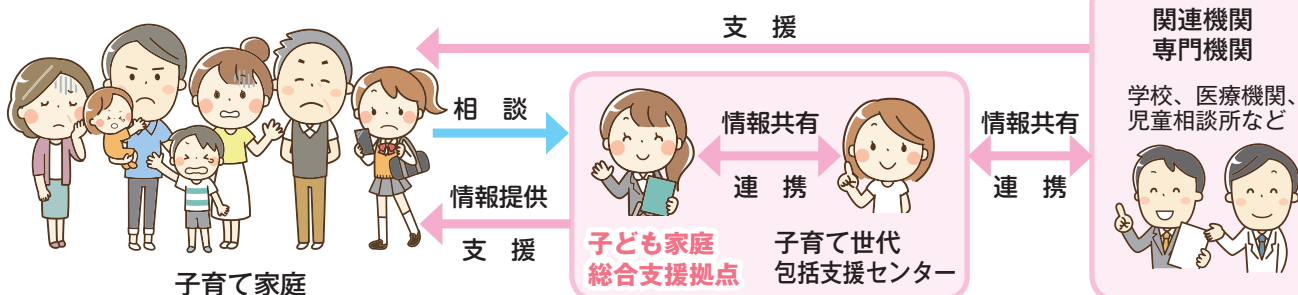 支　援
関連機関
専門機関
学校、医療機関、
児童相談所など
相　談
情報共有
連　携
情報共有
連　携
情報提供
支　援
子ども家庭
総合支援拠点
子育て世代
包括支援センター
子育て家庭